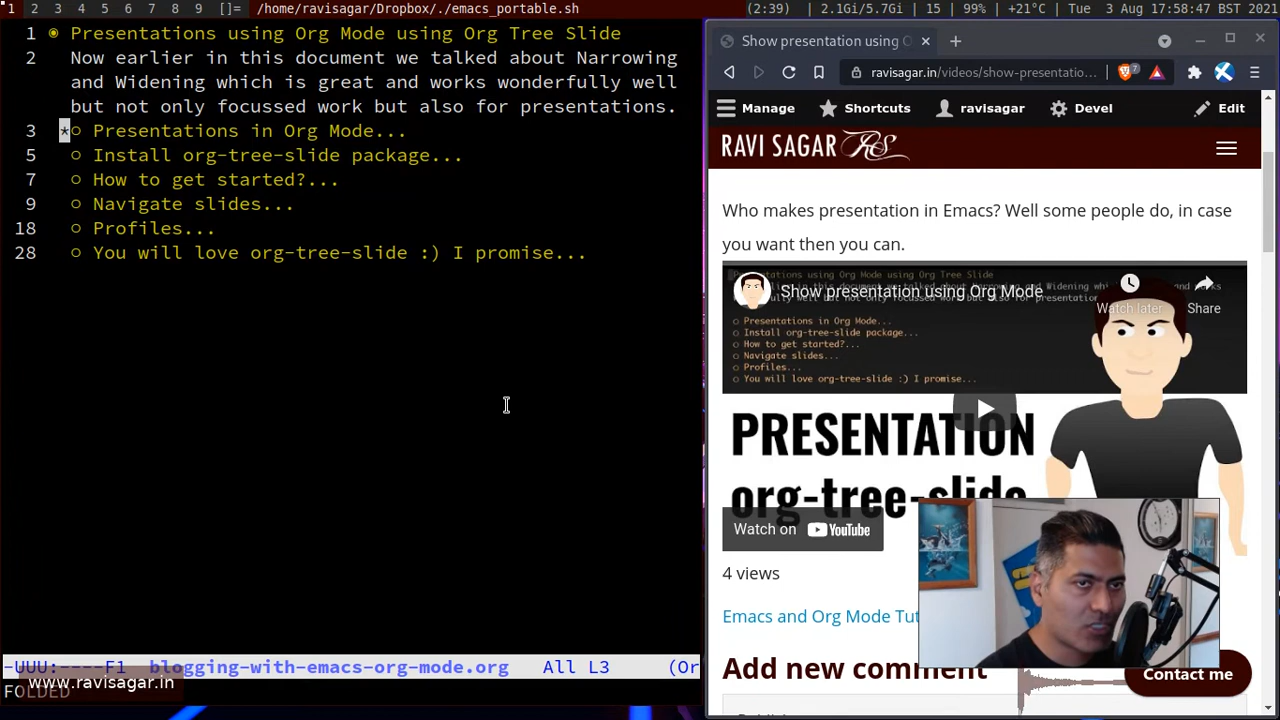 1 2 3 4 5 6 7 8 9 []= /home/ravisagar/Dropbox/./emacs_portable.sh (2:39) | 2.1Gi/5.7Gi | 15 | 99% | +21°C | Tue 3 Aug 17:58:47 BST 2021
1 Presentations using Org Mode using Org Tree Slide
2 Now earlier in this document we talked about Narrowing
and Widening which is great and works wonderfully well
but not only focussed work but also for presentations.
3 *○ Presentations in Org Mode...
5 ○ Install org-tree-slide package...
7 ○ How to get started?...
9 ○ Navigate slides...
18 ○ Profiles...
28 ○ You will love org-tree-slide :) I promise...
-UUU:----F1 blogging-with-emacs-org-mode.org All L3 (Or
FOLDED
www.ravisagar.in
Show presentation using O
ravisagar.in/videos/show-presentatio...
7
Manage Shortcuts ravisagar Devel Edit
RAVI SAGAR RS
Who makes presentation in Emacs? Well some people do, in case
you want then you can.
Presentations using Org Mode using Org Tree Slide
Show presentation using Org Mode
Watch later
Share
○ Presentations in Org Mode...
○ Install org-tree-slide package...
○ How to get started?...
○ Navigate slides...
○ Profiles...
○ You will love org-tree-slide :) I promise...
PRESENTATION
org-tree-slide
Watch on YouTube
4 views
Emacs and Org Mode Tut
Add new comment
Contact me